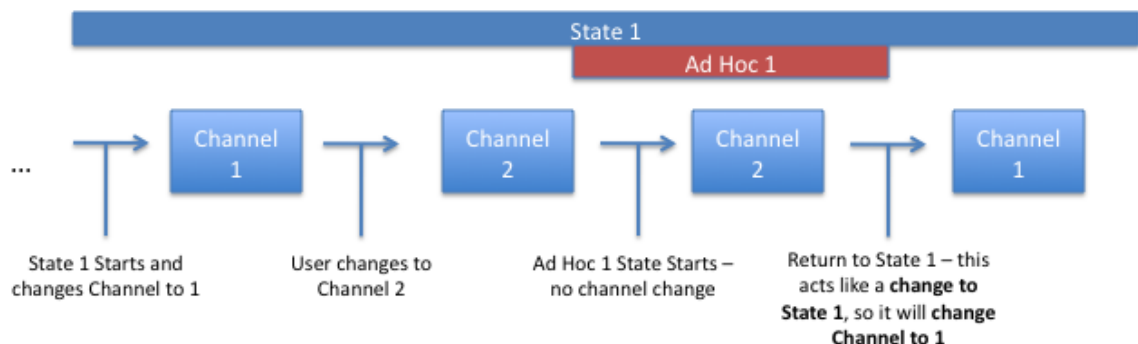 State 1
Ad Hoc 1
...
Channel
1
Channel
2
Channel
2
Channel
1
State 1 Starts and
changes Channel to 1
User changes to
Channel 2
Ad Hoc 1 State Starts –
no channel change
Return to State 1 – this
acts like a change to
State 1, so it will change
Channel to 1